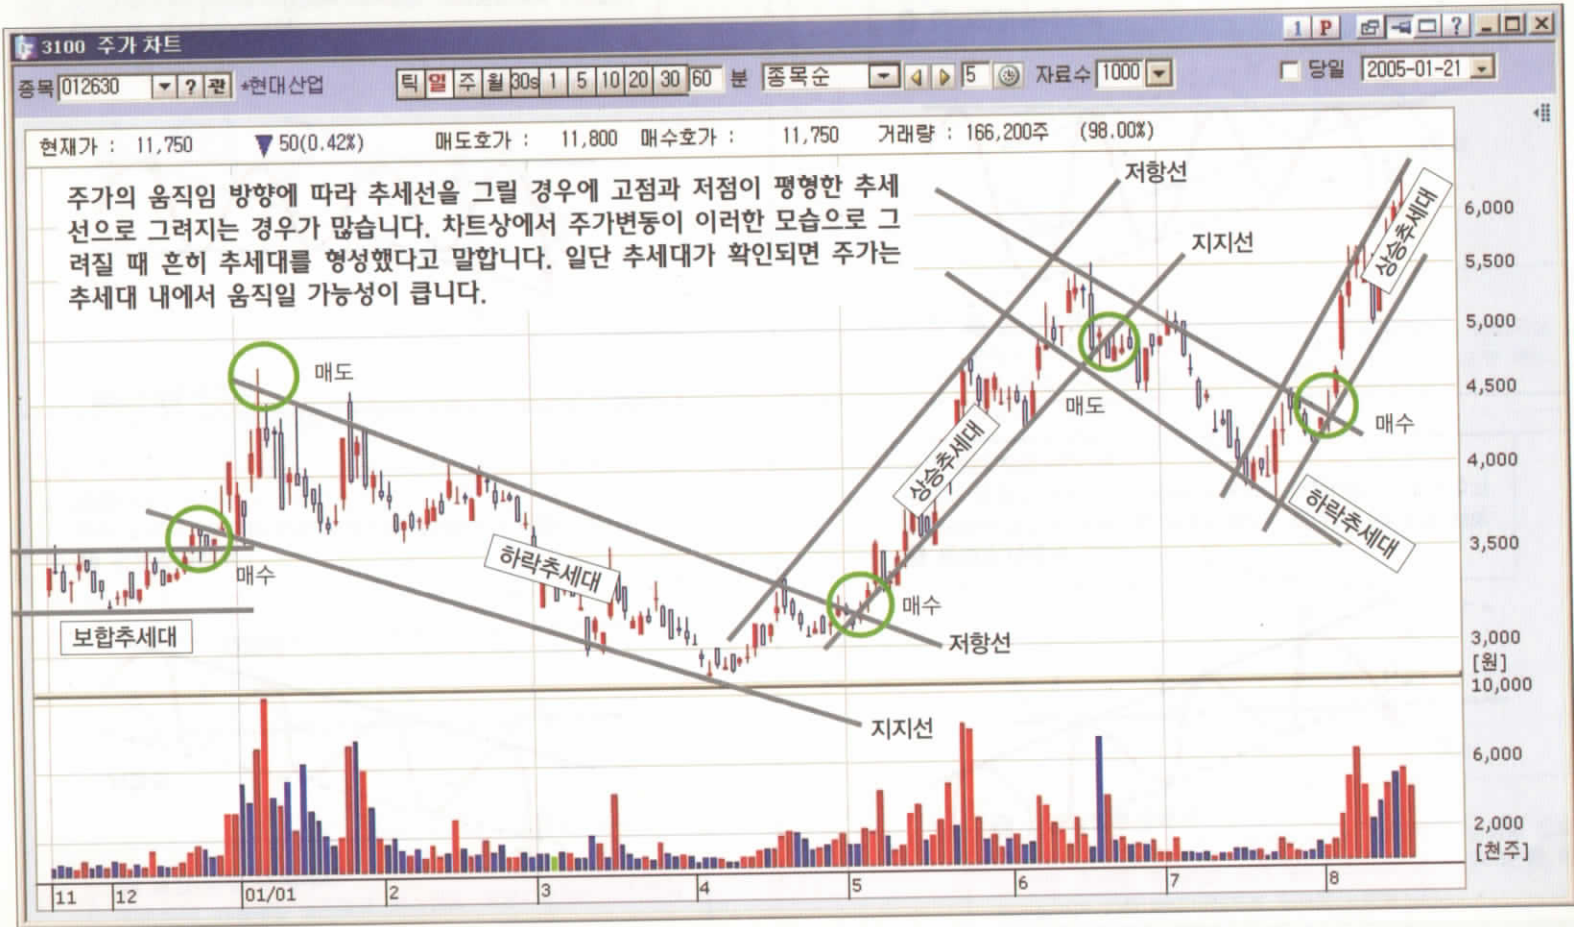 3100 주가 차트
1 P ?
종목 012630 ? 관 *현대산업 틱 일 주 월 30s 1 5 10 20 30 60 분 종목순 5 자료수 1000 당일 2005-01-21
현재가 : 11,750 ▼ 50(0.42%) 매도호가 : 11,800 매수호가 : 11,750 거래량 : 166,200주 (98.00%)
주가의 움직임 방향에 따라 추세선을 그릴 경우에 고점과 저점이 평형한 추세
선으로 그려지는 경우가 많습니다. 차트상에서 주가변동이 이러한 모습으로 그
려질 때 흔히 추세대를 형성했다고 말합니다. 일단 추세대가 확인되면 주가는
추세대 내에서 움직일 가능성이 큽니다.
저항선
지지선
상승추세대
매도
매수
보합추세대
하락추세대
상승추세대
매수
저항선
지지선
매도
매수
하락추세대
6,000
5,500
5,000
4,500
4,000
3,500
3,000
[원]
10,000
6,000
2,000
[천주]
11 12 01/01 2 3 4 5 6 7 8